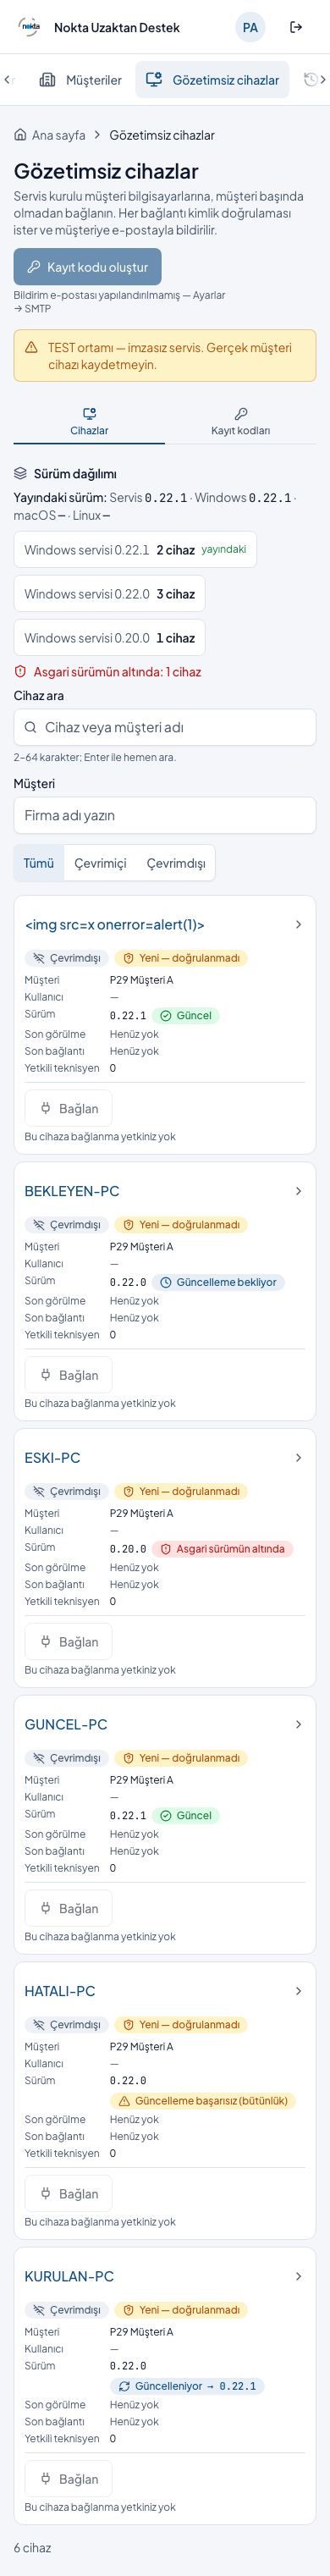 nokta Nokta Uzaktan Destek PA
r Müşteriler Gözetimsiz cihazlar
Ana sayfa > Gözetimsiz cihazlar
Gözetimsiz cihazlar
Servis kurulu müşteri bilgisayarlarına, müşteri başında
olmadan bağlanın. Her bağlantı kimlik doğrulaması
ister ve müşteriye e-postayla bildirilir.
Kayıt kodu oluştur
Bildirim e-postası yapılandırılmamış — Ayarlar
→ SMTP
TEST ortamı — imzasız servis. Gerçek müşteri
cihazı kaydetmeyin.
Cihazlar Kayıt kodları
Sürüm dağılımı
Yayındaki sürüm: Servis 0.22.1 · Windows 0.22.1 ·
macOS — · Linux —
Windows servisi 0.22.1 2 cihaz yayındaki
Windows servisi 0.22.0 3 cihaz
Windows servisi 0.20.0 1 cihaz
Asgari sürümün altında: 1 cihaz
Cihaz ara
Cihaz veya müşteri adı
2–64 karakter; Enter ile hemen ara.
Müşteri
Firma adı yazın
Tümü Çevrimiçi Çevrimdışı
<img src=x onerror=alert(1)>
Çevrimdışı Yeni — doğrulanmadı
Müşteri P29 Müşteri A
Kullanıcı —
Sürüm 0.22.1 Güncel
Son görülme Henüz yok
Son bağlantı Henüz yok
Yetkili teknisyen 0
Bağlan
Bu cihaza bağlanma yetkiniz yok
BEKLEYEN-PC
Çevrimdışı Yeni — doğrulanmadı
Müşteri P29 Müşteri A
Kullanıcı —
Sürüm 0.22.0 Güncelleme bekliyor
Son görülme Henüz yok
Son bağlantı Henüz yok
Yetkili teknisyen 0
Bağlan
Bu cihaza bağlanma yetkiniz yok
ESKI-PC
Çevrimdışı Yeni — doğrulanmadı
Müşteri P29 Müşteri A
Kullanıcı —
Sürüm 0.20.0 Asgari sürümün altında
Son görülme Henüz yok
Son bağlantı Henüz yok
Yetkili teknisyen 0
Bağlan
Bu cihaza bağlanma yetkiniz yok
GUNCEL-PC
Çevrimdışı Yeni — doğrulanmadı
Müşteri P29 Müşteri A
Kullanıcı —
Sürüm 0.22.1 Güncel
Son görülme Henüz yok
Son bağlantı Henüz yok
Yetkili teknisyen 0
Bağlan
Bu cihaza bağlanma yetkiniz yok
HATALI-PC
Çevrimdışı Yeni — doğrulanmadı
Müşteri P29 Müşteri A
Kullanıcı —
Sürüm 0.22.0
Güncelleme başarısız (bütünlük)
Son görülme Henüz yok
Son bağlantı Henüz yok
Yetkili teknisyen 0
Bağlan
Bu cihaza bağlanma yetkiniz yok
KURULAN-PC
Çevrimdışı Yeni — doğrulanmadı
Müşteri P29 Müşteri A
Kullanıcı —
Sürüm 0.22.0
Güncelleniyor → 0.22.1
Son görülme Henüz yok
Son bağlantı Henüz yok
Yetkili teknisyen 0
Bağlan
Bu cihaza bağlanma yetkiniz yok
6 cihaz